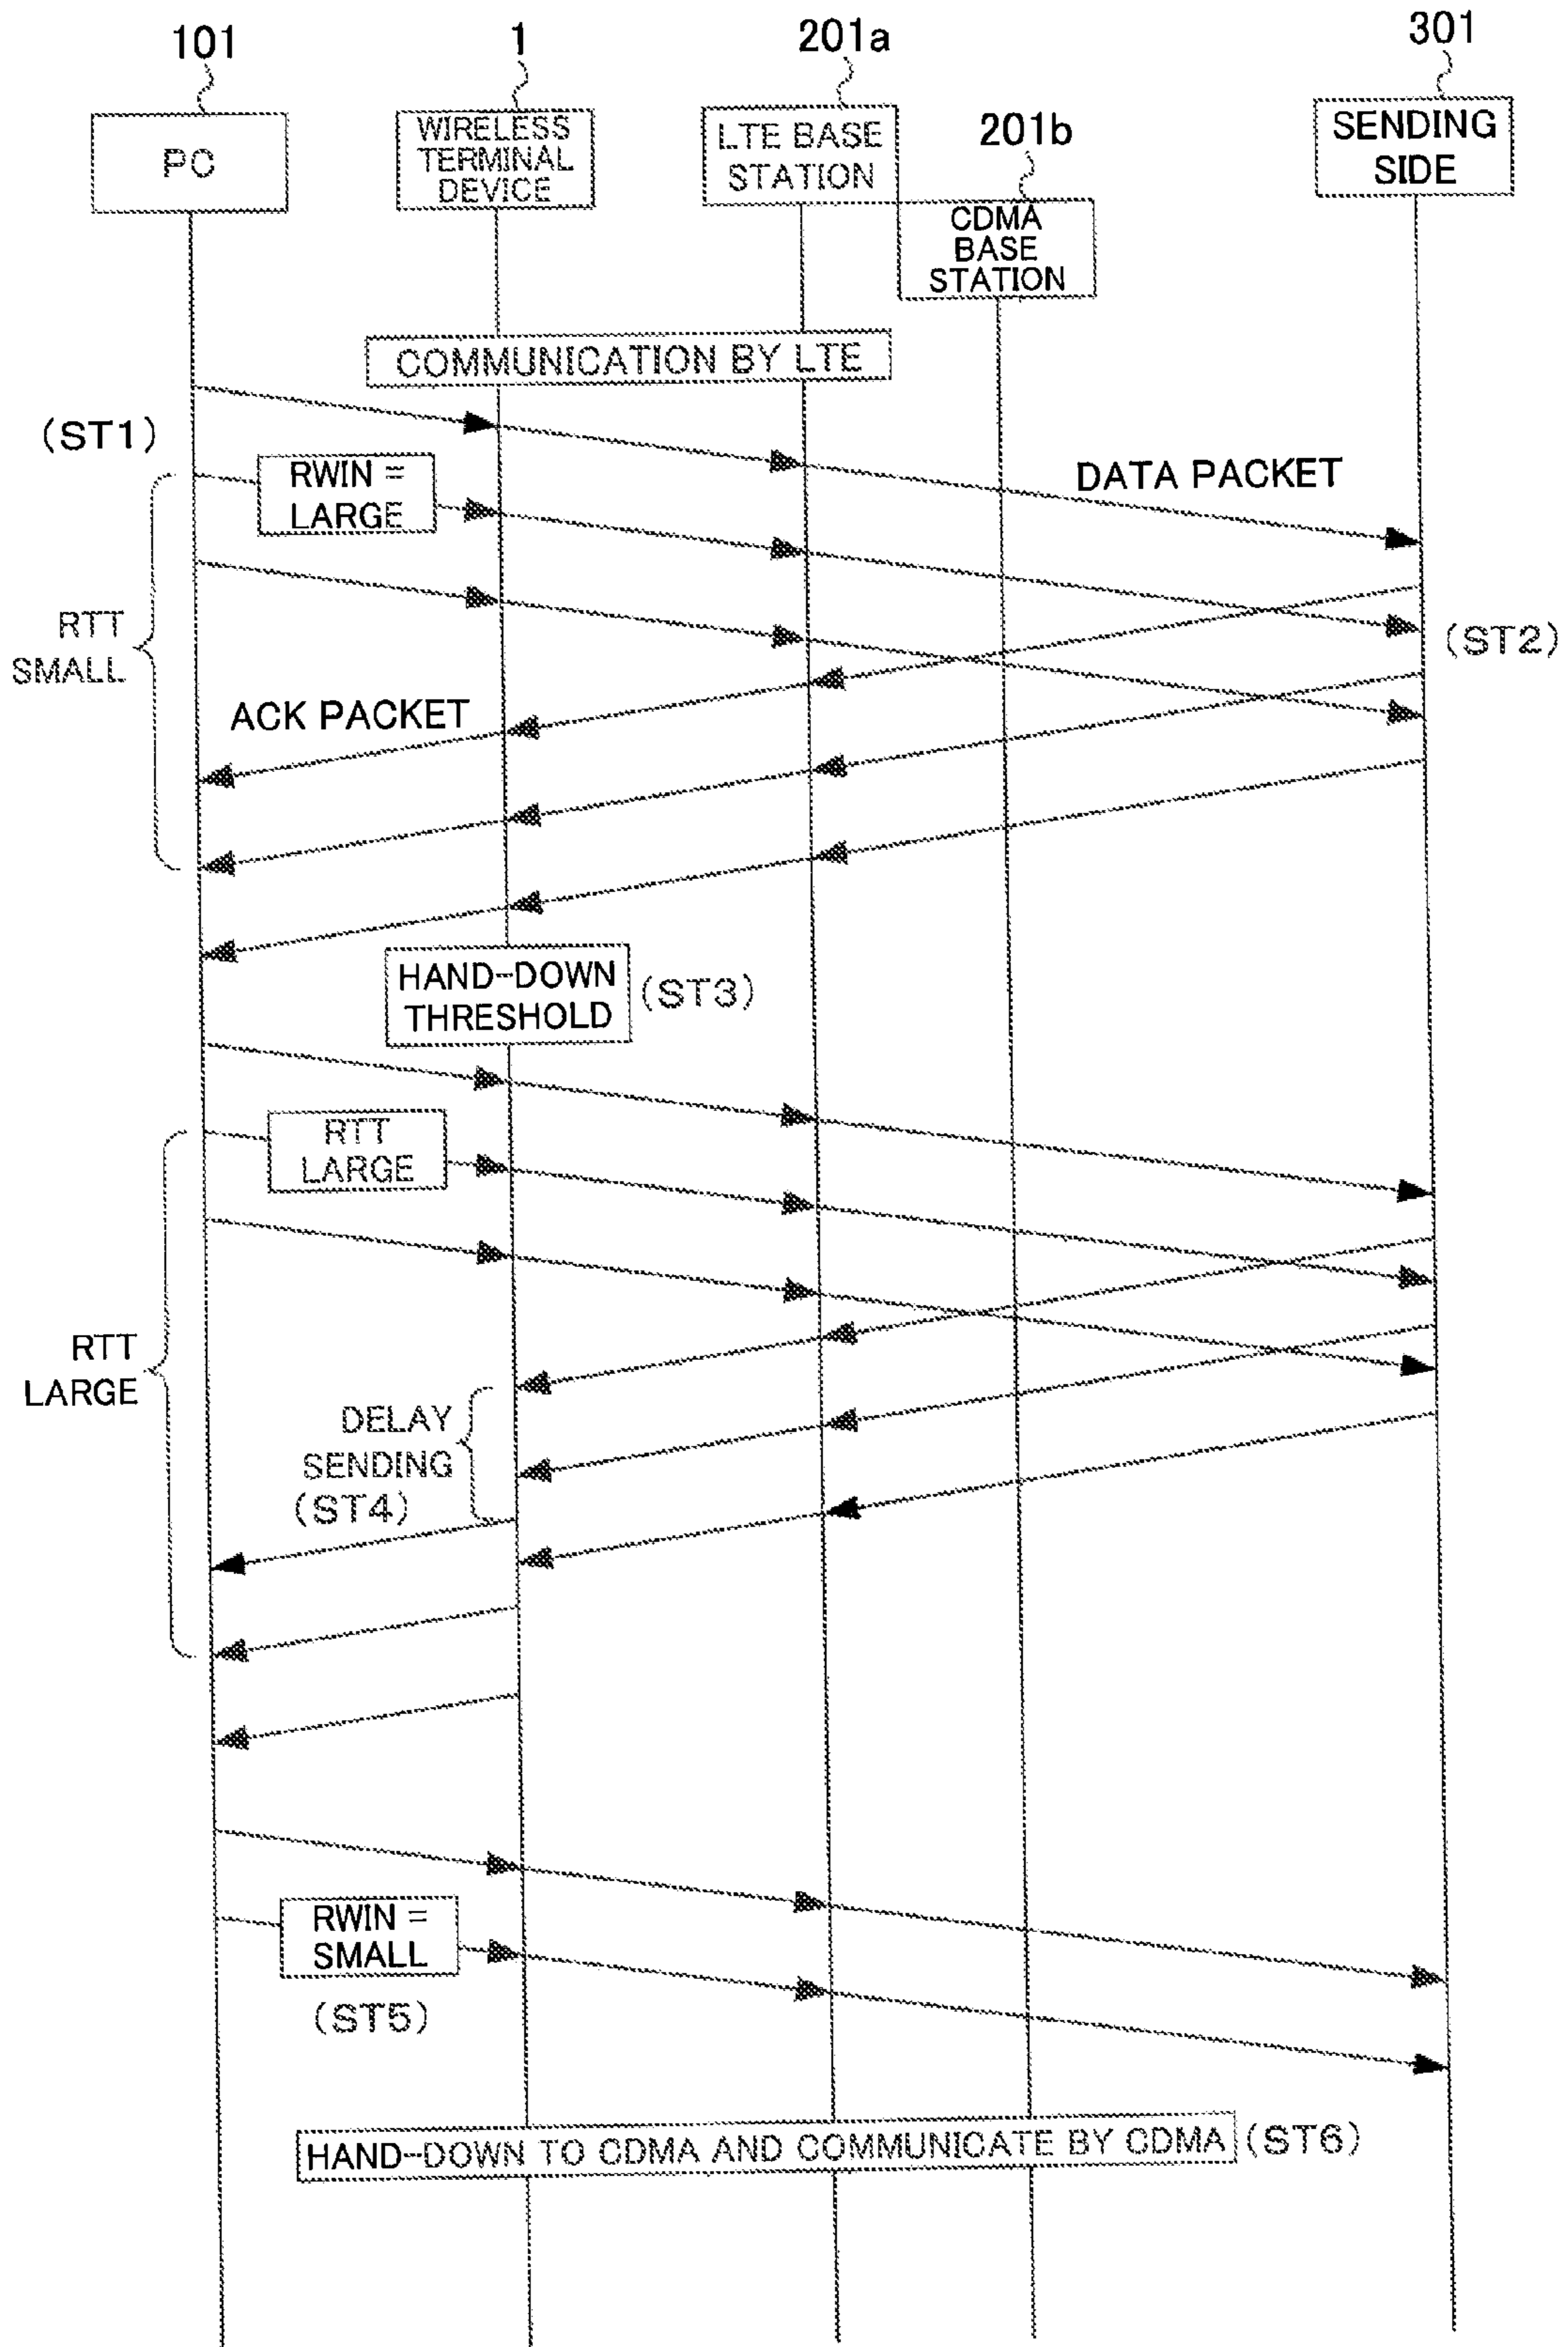 101
1
201a
301
PC
WIRELESS
TERMINAL
DEVICE
LTE BASE
STATION
201b
SENDING
SIDE
CDMA
BASE
STATION
COMMUNICATION BY LTE
(ST1)
RWIN =
LARGE
DATA PACKET
RTT
SMALL
(ST2)
ACK PACKET
HAND-DOWN
THRESHOLD
(ST3)
RTT
LARGE
RTT
LARGE
DELAY
SENDING
(ST4)
RWIN =
SMALL
(ST5)
HAND-DOWN TO CDMA AND COMMUNICATE BY CDMA
(ST6)